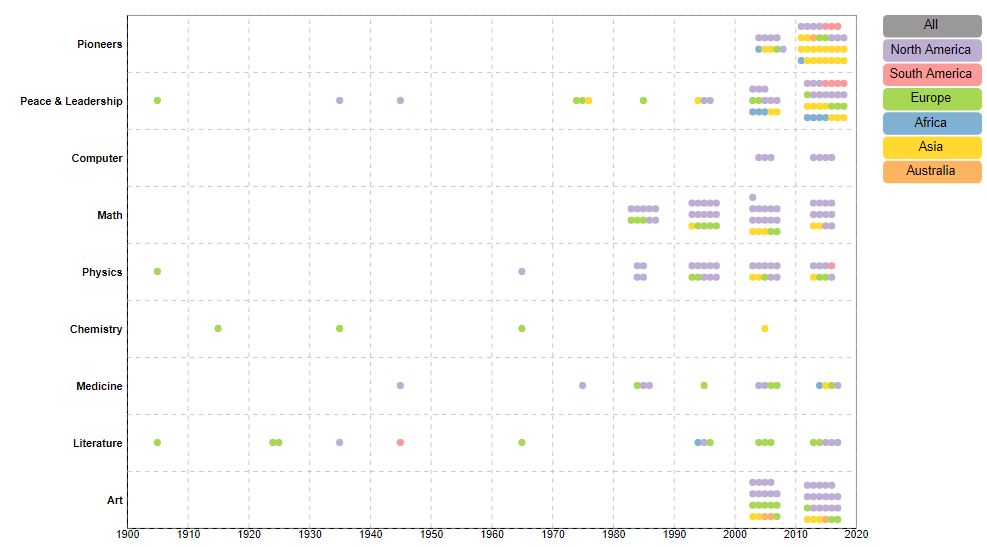 Pioneers
Peace & Leadership
Computer
Math
Physics
Chemistry
Medicine
Literature
Art
1900 1910 1920 1930 1940 1950 1960 1970 1980 1990 2000 2010 2020
All
North America
South America
Europe
Africa
Asia
Australia